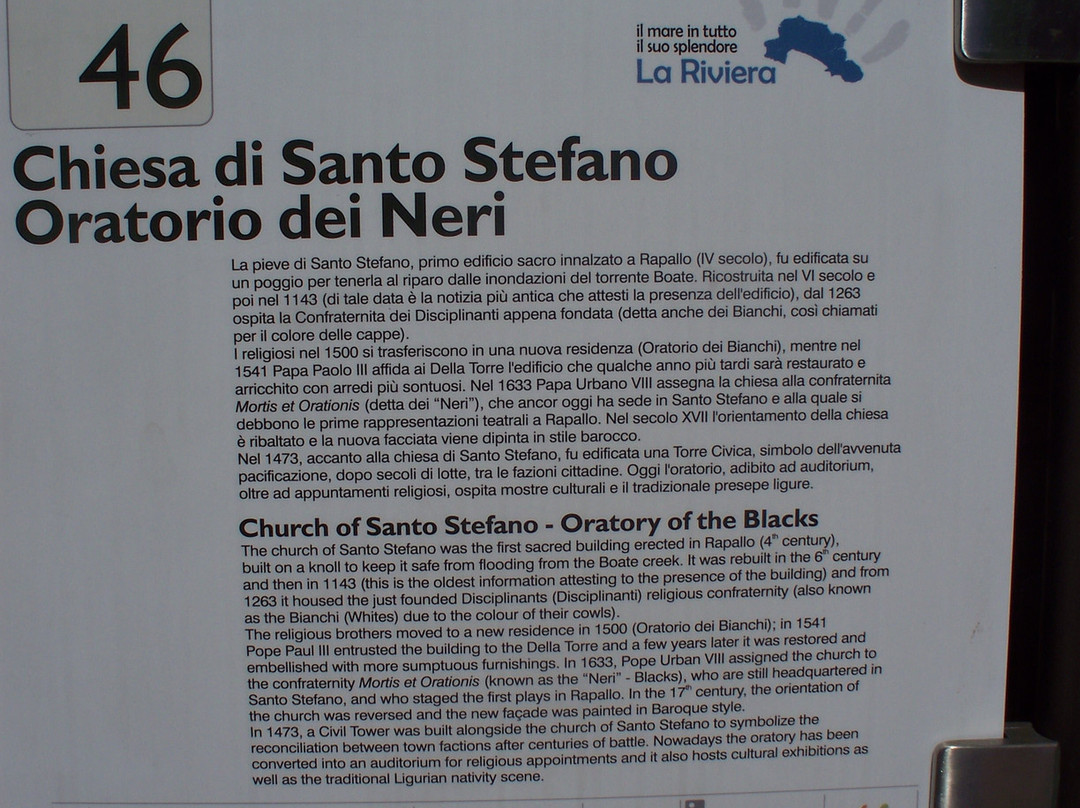 46
il mare in tutto
il suo splendore
La Riviera
Chiesa di Santo Stefano
Oratorio dei Neri
La pieve di Santo Stefano, primo edificio sacro innalzato a Rapallo (IV secolo), fu edificata su
un poggio per tenerla al riparo dalle inondazioni del torrente Boate. Ricostruita nel VI secolo e
poi nel 1143 (di tale data è la notizia più antica che attesti la presenza dell'edificio), dal 1263
ospita la Confraternita dei Disciplinanti appena fondata (detta anche dei Bianchi, così chiamati
per il colore delle cappe).
I religiosi nel 1500 si trasferiscono in una nuova residenza (Oratorio dei Bianchi), mentre nel
1541 Papa Paolo III affida ai Della Torre l'edificio che qualche anno più tardi sarà restaurato e
arricchito con arredi più sontuosi. Nel 1633 Papa Urbano VIII assegna la chiesa alla confraternita
Mortis et Orationis (detta dei “Neri”), che ancor oggi ha sede in Santo Stefano e alla quale si
debbono le prime rappresentazioni teatrali a Rapallo. Nel secolo XVII l'orientamento della chiesa
è ribaltato e la nuova facciata viene dipinta in stile barocco.
Nel 1473, accanto alla chiesa di Santo Stefano, fu edificata una Torre Civica, simbolo dell'avvenuta
pacificazione, dopo secoli di lotte, tra le fazioni cittadine. Oggi l'oratorio, adibito ad auditorium,
oltre ad appuntamenti religiosi, ospita mostre culturali e il tradizionale presepe ligure.
Church of Santo Stefano - Oratory of the Blacks
The church of Santo Stefano was the first sacred building erected in Rapallo (4th century),
built on a knoll to keep it safe from flooding from the Boate creek. It was rebuilt in the 6th century
and then in 1143 (this is the oldest information attesting to the presence of the building) and from
1263 it housed the just founded Disciplinants (Disciplinanti) religious confraternity (also known
as the Bianchi (Whites) due to the colour of their cowls).
The religious brothers moved to a new residence in 1500 (Oratorio dei Bianchi); in 1541
Pope Paul III entrusted the building to the Della Torre and a few years later it was restored and
embellished with more sumptuous furnishings. In 1633, Pope Urban VIII assigned the church to
the confraternity Mortis et Orationis (known as the “Neri” - Blacks), who are still headquartered in
Santo Stefano, and who staged the first plays in Rapallo. In the 17th century, the orientation of
the church was reversed and the new façade was painted in Baroque style.
In 1473, a Civil Tower was built alongside the church of Santo Stefano to symbolize the
reconciliation between town factions after centuries of battle. Nowadays the oratory has been
converted into an auditorium for religious appointments and it also hosts cultural exhibitions as
well as the traditional Ligurian nativity scene.